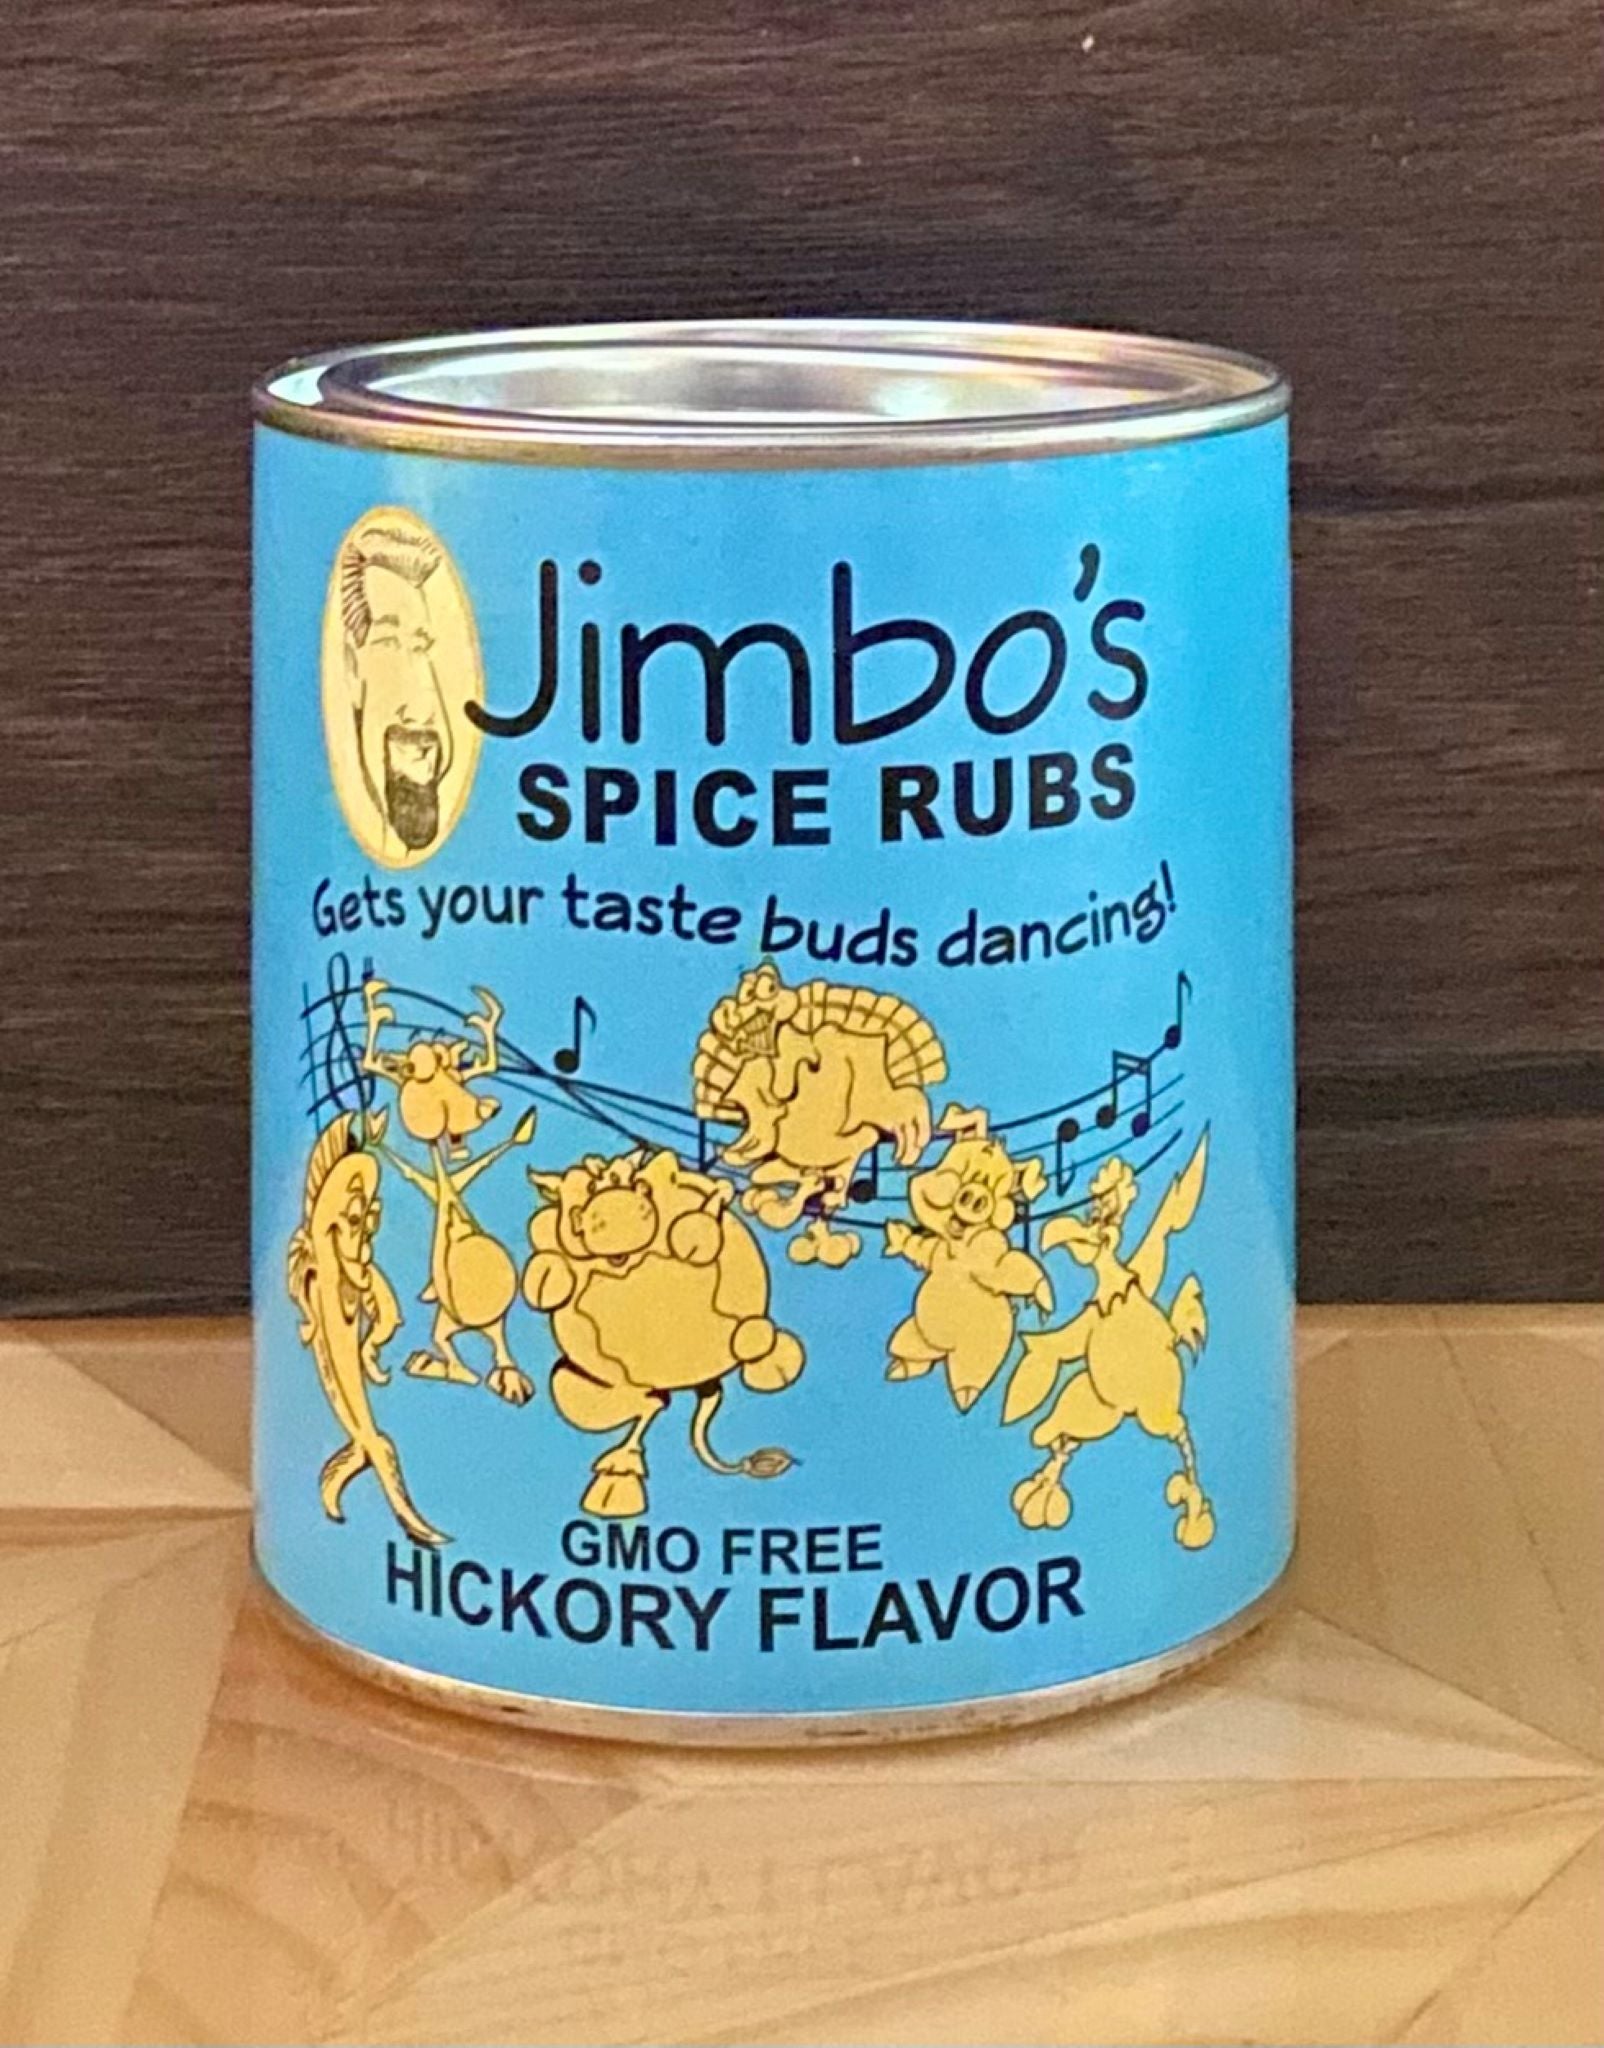 Jimbo's
SPICE RUBS
Gets your taste buds dancing!
GMO FREE
HICKORY FLAVOR